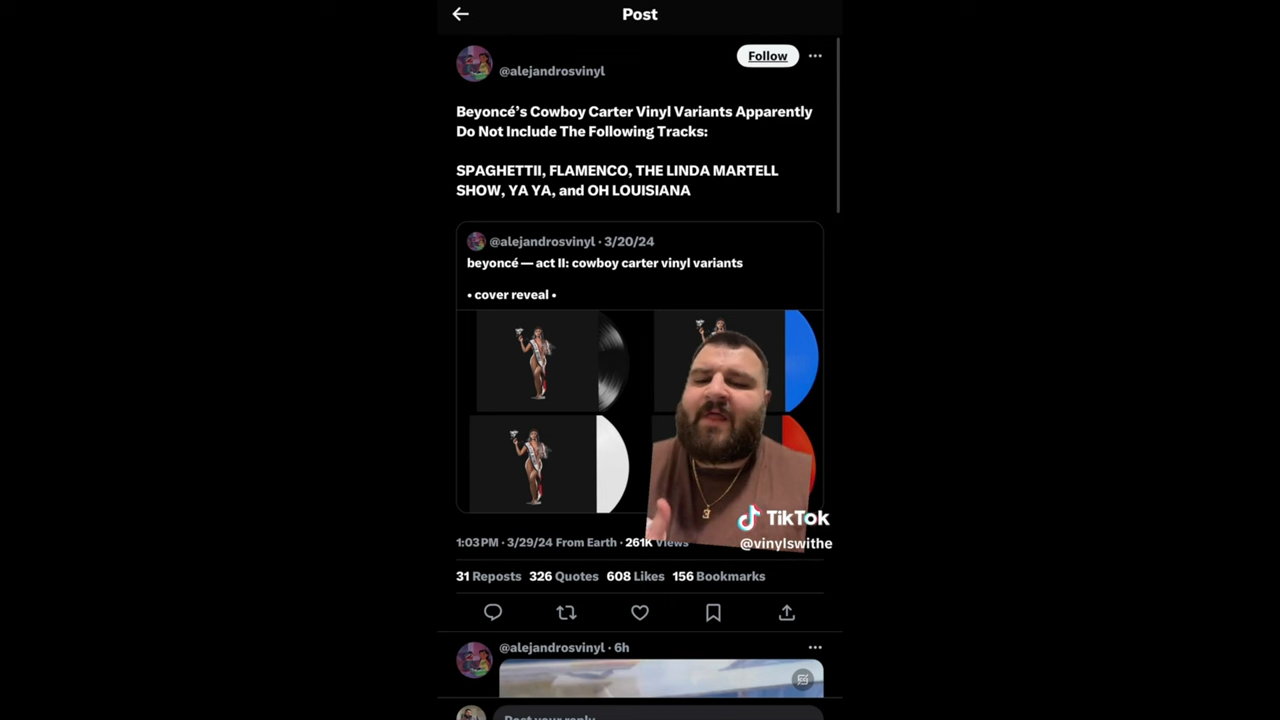 Post
Follow
@alejandrosvinyl
Beyoncé’s Cowboy Carter Vinyl Variants Apparently
Do Not Include The Following Tracks:
SPAGHETTII, FLAMENCO, THE LINDA MARTELL
SHOW, YA YA, and OH LOUISIANA
@alejandrosvinyl · 3/20/24
beyoncé — act II: cowboy carter vinyl variants
• cover reveal •
TikTok
@vinylswithe
1:03 PM · 3/29/24 From Earth · 261K Views
31 Reposts 326 Quotes 608 Likes 156 Bookmarks
@alejandrosvinyl · 6h
Post your reply